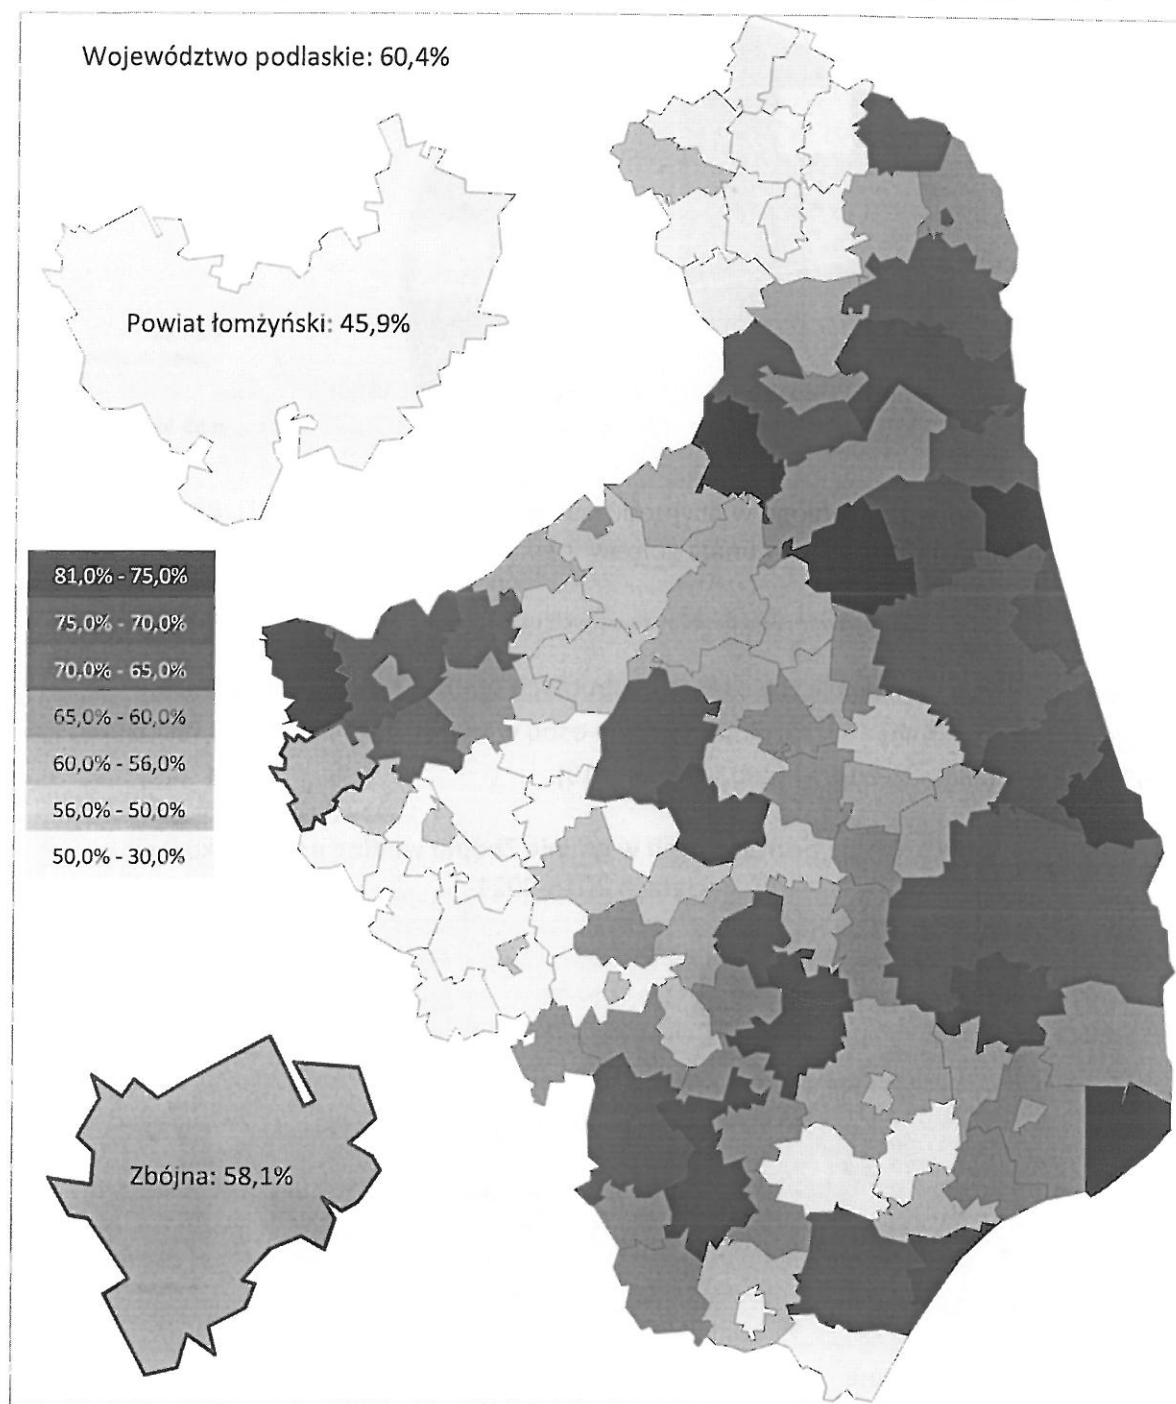 Województwo podlaskie: 60,4%
Powiat łomżyński: 45,9%
81,0% - 75,0%
75,0% - 70,0%
70,0% - 65,0%
65,0% - 60,0%
60,0% - 56,0%
56,0% - 50,0%
50,0% - 30,0%
Zbójna: 58,1%